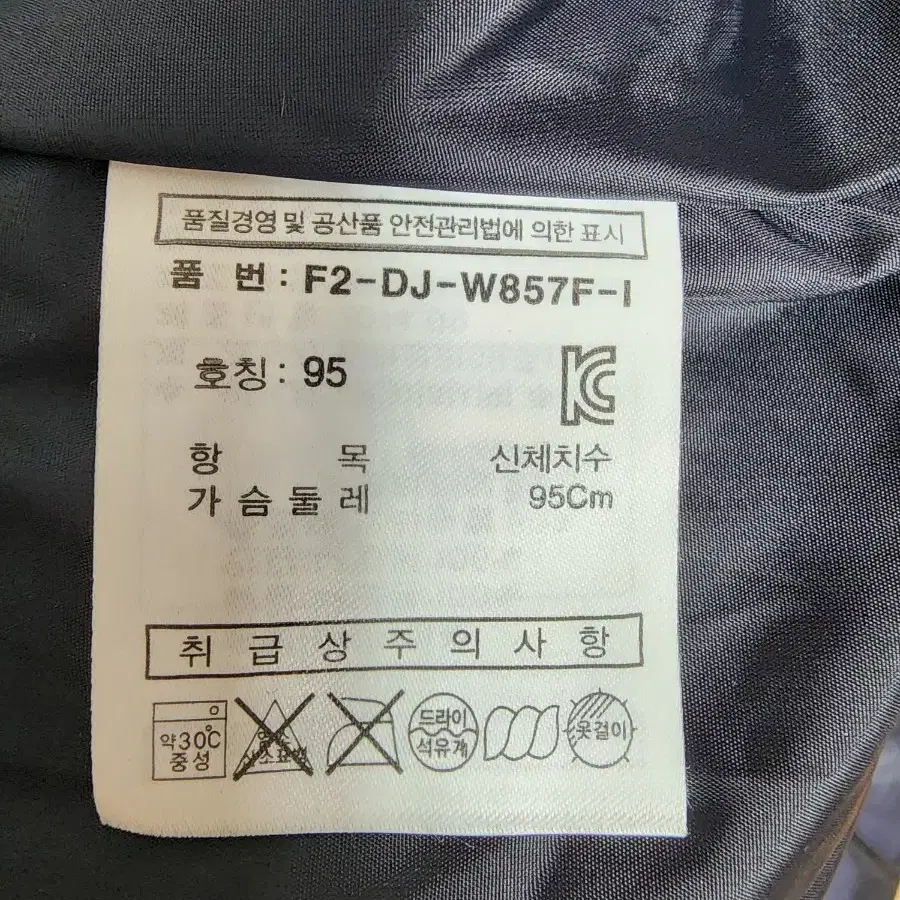 품질경영 및 공산품 안전관리법에 의한 표시
품 번 : F2-DJ-W857F-I
호칭 : 95
항 목 신체치수
가슴둘레 95Cm
취급상주의사항
약30℃
중성
드라이
석유계
옷걸이